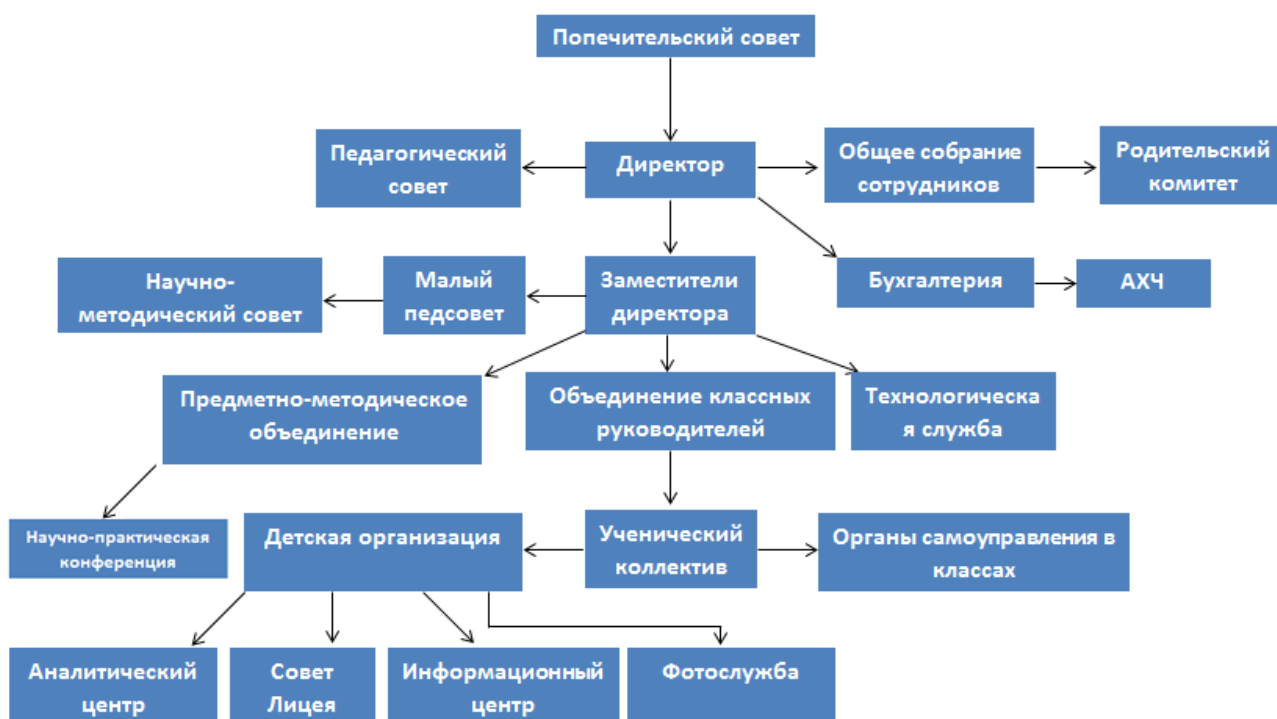 Попечительский совет
Педагогический
совет
Директор
Общее собрание
сотрудников
Родительский
комитет
Научно-
методический совет
Малый
педсовет
Заместители
директора
Бухгалтерия
АХЧ
Предметно-методическое
объединение
Объединение классных
руководителей
Технологическа
я служба
Научно-практическая
конференция
Детская организация
Ученический
коллектив
Органы самоуправления в
классах
Аналитический
центр
Совет
Лицея
Информационный
центр
Фотослужба